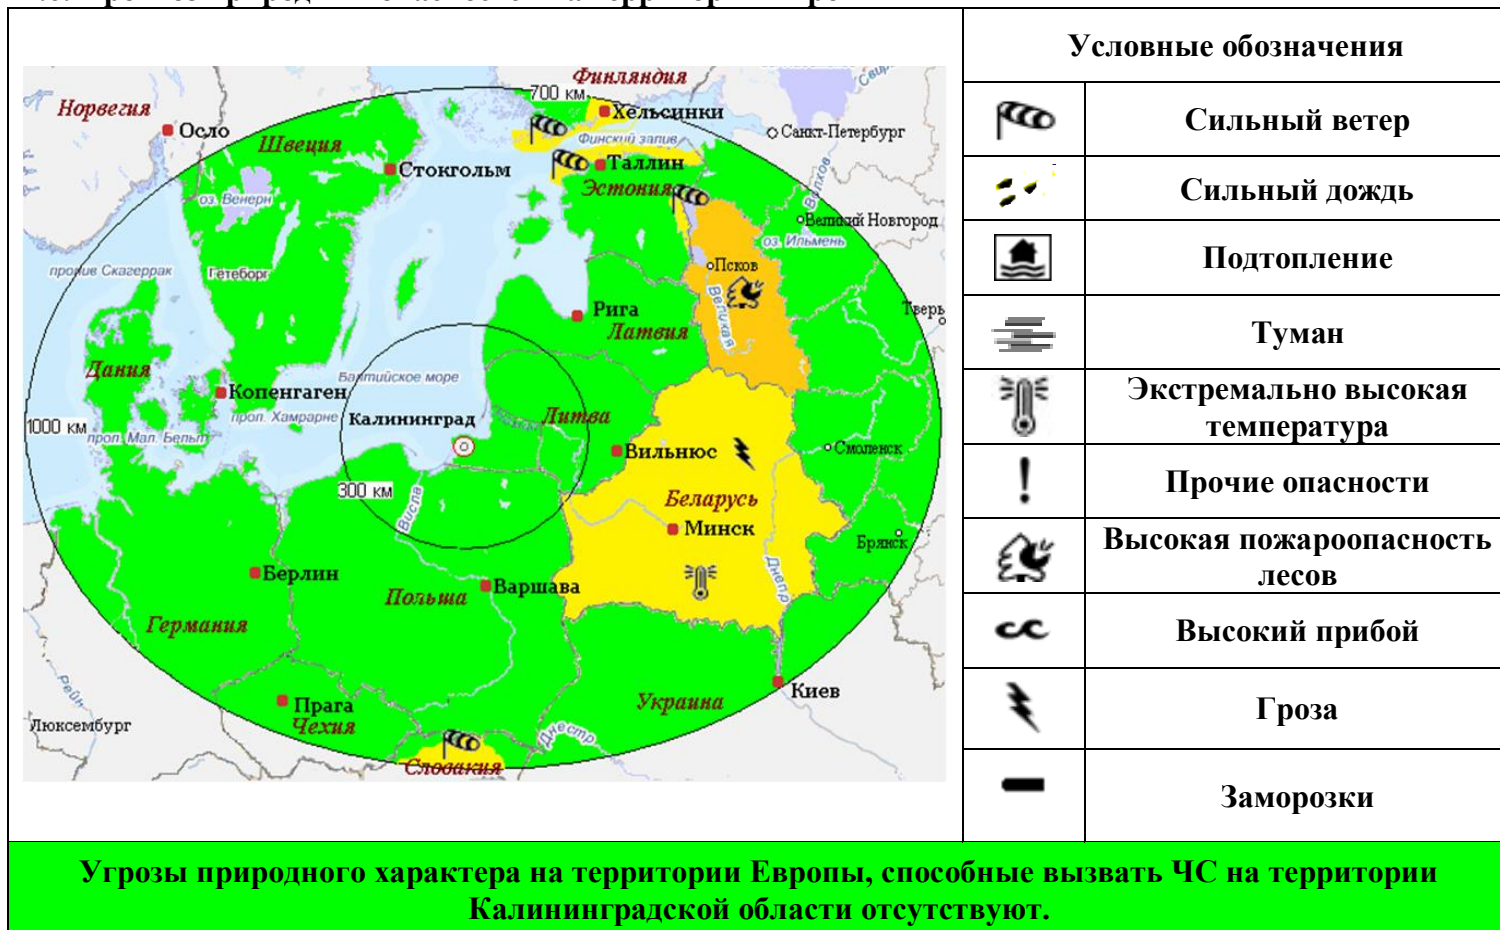 Условные обозначения
Сильный ветер
Сильный дождь
Подтопление
Туман
Экстремально высокая
температура
Прочие опасности
Высокая пожароопасность
лесов
Высокий прибой
Гроза
Заморозки
Норвегия
Осло
Швеция
Стокгольм
оз. Венерн
Финляндия
700 км
Хельсинки
Финский залив
Таллин
Эстония
Санкт-Петербург
Волхов
Великий Новгород
оз. Ильмень
Псков
Великая
Тверь
пролив Скагеррак
Гетеборг
Рига
Латвия
Дания
Копенгаген
Балтийское море
прол. Хамрарне
Калининград
Литва
1000 км
прол. Мал. Бельт
Вильнюс
Смоленск
300 км
Висла
Беларусь
Минск
Брянск
Днепр
Берлин
Польша
Варшава
Германия
Рейн
Прага
Чехия
Украина
Киев
Люксембург
Днестр
Словакия
Угрозы природного характера на территории Европы, способные вызвать ЧС на территории
Калининградской области отсутствуют.